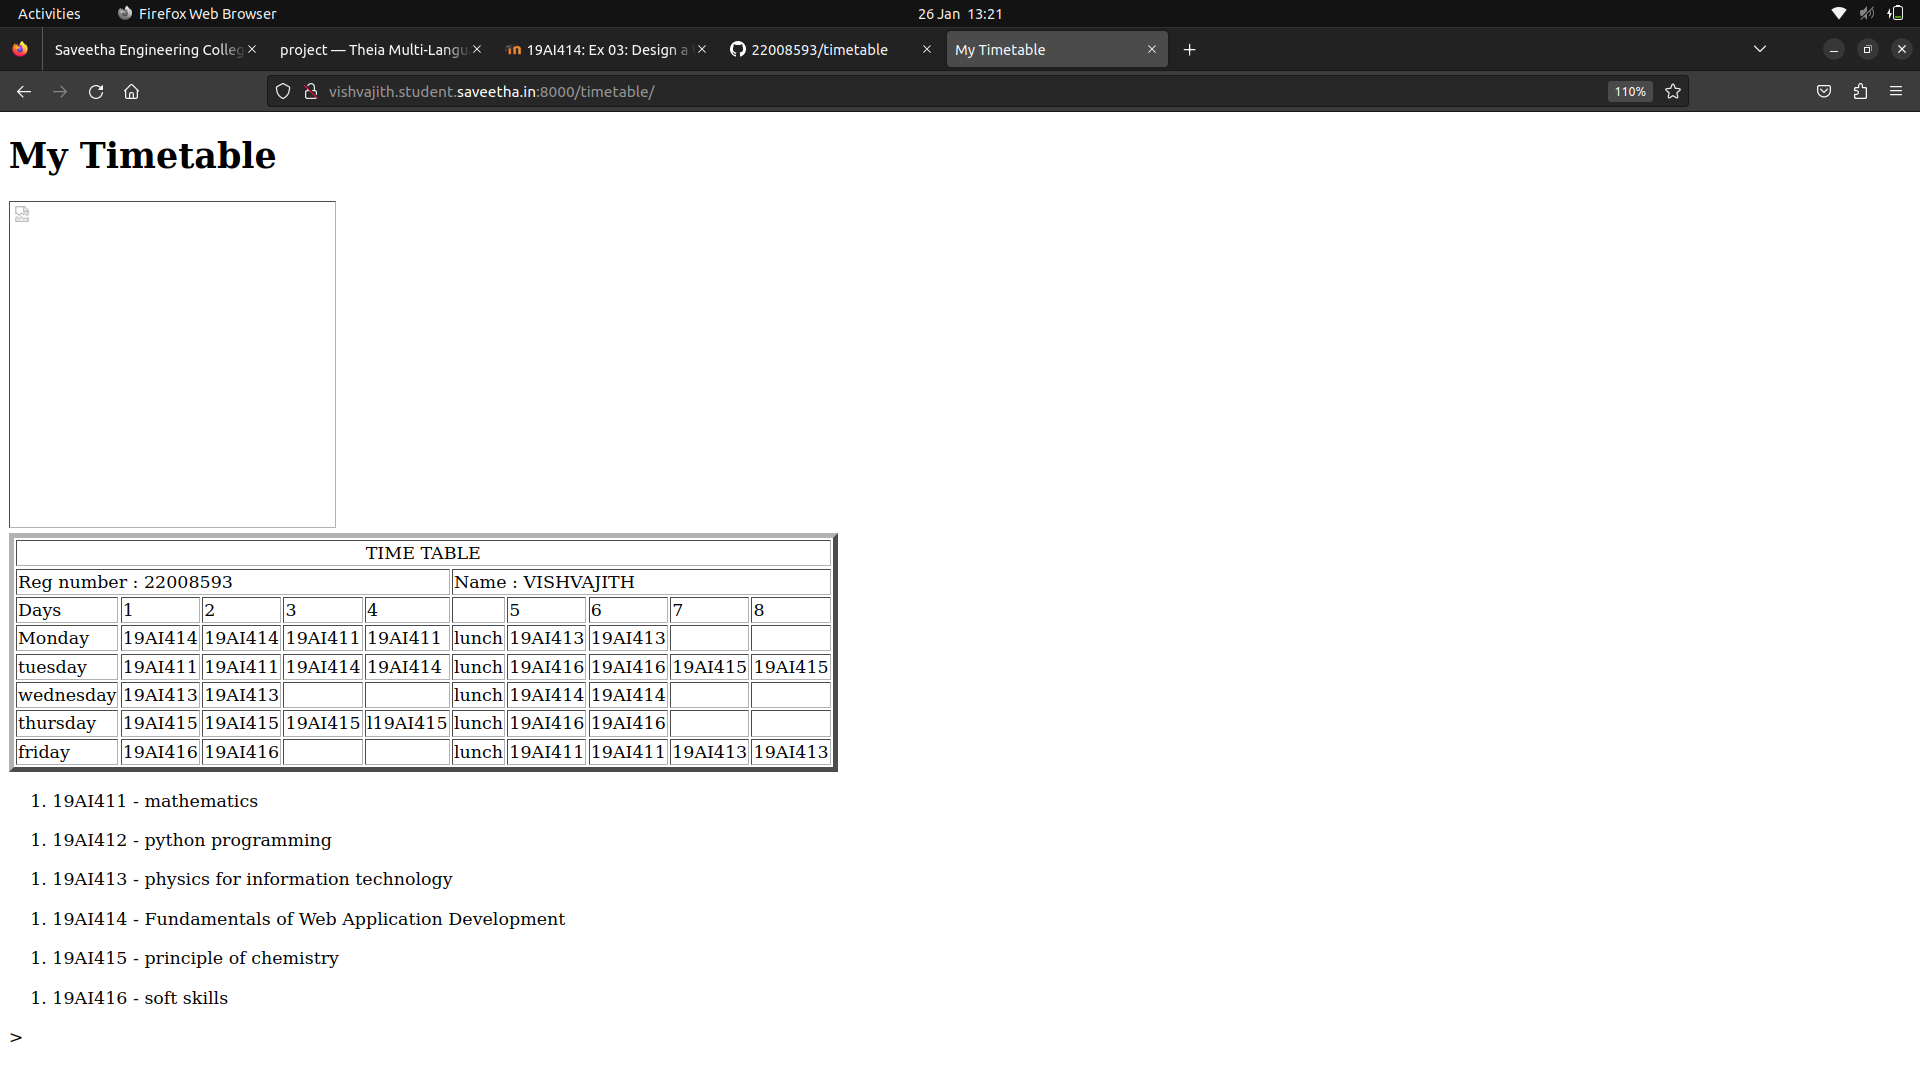 Activities Firefox Web Browser 26 Jan 13:21
Saveetha Engineering Colleg project — Theia Multi-Langu 19AI414: Ex 03: Design a 22008593/timetable My Timetable
vishvajith.student.saveetha.in:8000/timetable/ 110%
My Timetable
TIME TABLE
Reg number : 22008593 Name : VISHVAJITH
Days 1 2 3 4 5 6 7 8
Monday 19AI414 19AI414 19AI411 19AI411 lunch 19AI413 19AI413
tuesday 19AI411 19AI411 19AI414 19AI414 lunch 19AI416 19AI416 19AI415 19AI415
wednesday 19AI413 19AI413 lunch 19AI414 19AI414
thursday 19AI415 19AI415 19AI415 l19AI415 lunch 19AI416 19AI416
friday 19AI416 19AI416 lunch 19AI411 19AI411 19AI413 19AI413
1. 19AI411 - mathematics
1. 19AI412 - python programming
1. 19AI413 - physics for information technology
1. 19AI414 - Fundamentals of Web Application Development
1. 19AI415 - principle of chemistry
1. 19AI416 - soft skills
>